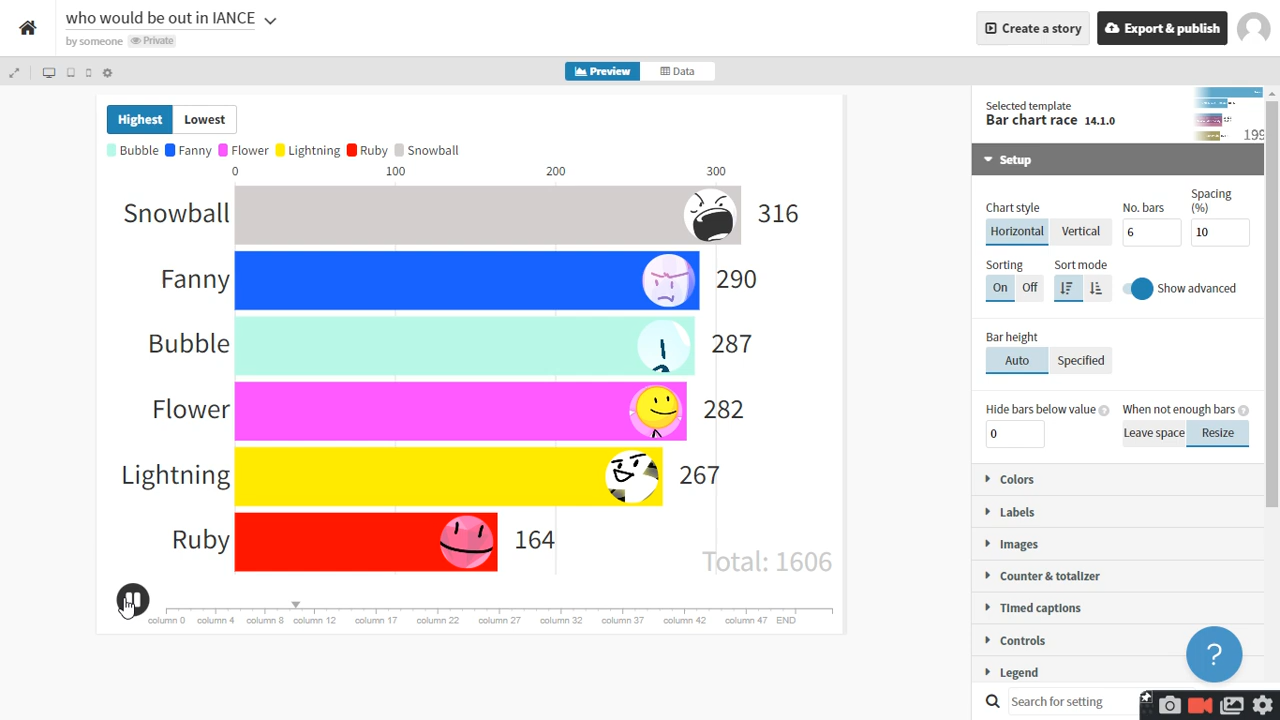 who would be out in IANCE
by someone Private
Create a story
Export & publish
Preview
Data
Highest
Lowest
Bubble Fanny Flower Lightning Ruby Snowball
0 100 200 300
Snowball 316
Fanny 290
Bubble 287
Flower 282
Lightning 267
Ruby 164
Total: 1606
column 0 column 4 column 8 column 12 column 17 column 22 column 27 column 32 column 37 column 42 column 47 END
Selected template
Bar chart race 14.1.0
199
Setup
Chart style
No. bars
Spacing (%)
Horizontal Vertical
6
10
Sorting
Sort mode
On Off
Show advanced
Bar height
Auto Specified
Hide bars below value ?
When not enough bars ?
0
Leave space Resize
Colors
Labels
Images
Counter & totalizer
Timed captions
Controls
Legend
?
Search for setting